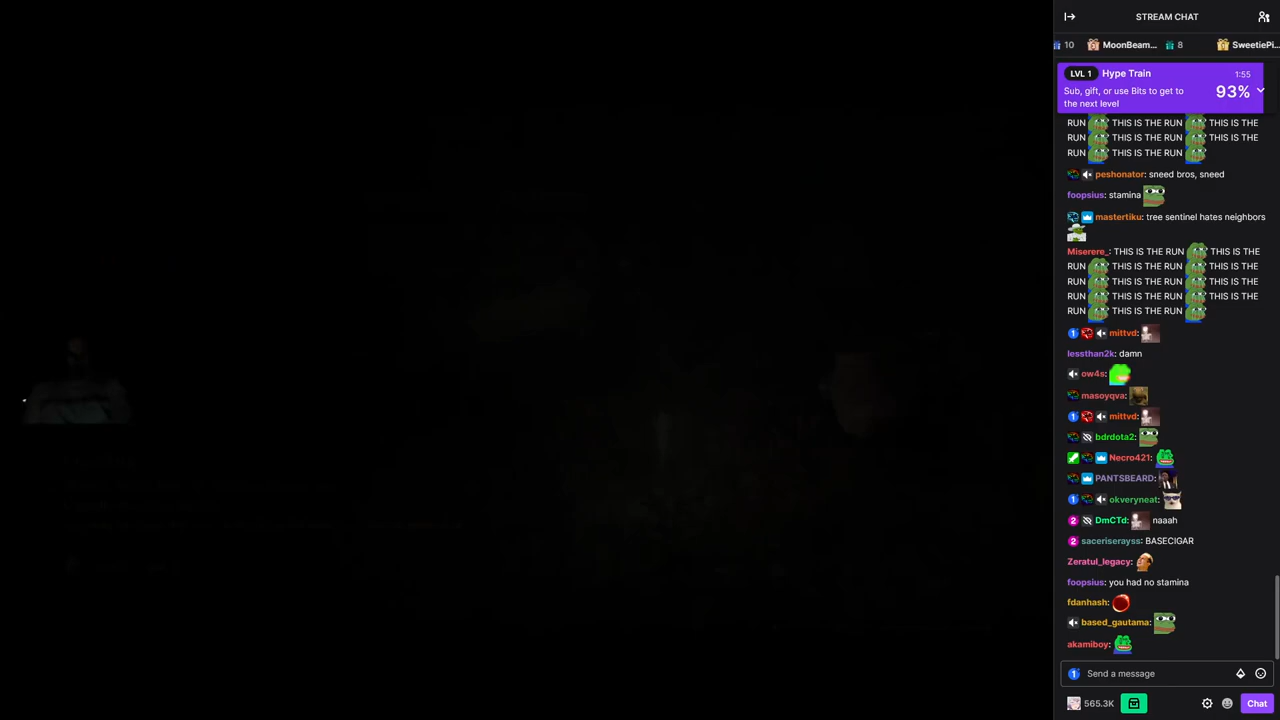 STREAM CHAT
10 MoonBeam... 8 SweetiePi...
LVL 1 Hype Train 1:55
Sub, gift, or use Bits to get to 93%
the next level
RUN THIS IS THE RUN THIS IS THE
RUN THIS IS THE RUN THIS IS THE
RUN THIS IS THE RUN
peshonator: sneed bros, sneed
foopsius: stamina
mastertiku: tree sentinel hates neighbors
Miserere_: THIS IS THE RUN THIS IS THE
RUN THIS IS THE RUN THIS IS THE
RUN THIS IS THE RUN THIS IS THE
RUN THIS IS THE RUN THIS IS THE
RUN THIS IS THE RUN
1 mittvd:
lessthan2k: damn
ow4s:
masoyqva:
1 mittvd:
bdrdota2:
Necro421:
PANTSBEARD:
1 okveryneat:
2 DmCTd: naaah
2 saceriserayss: BASECIGAR
Zeratul_legacy:
foopsius: you had no stamina
fdanhash:
based_gautama:
akamiboy:
1 Send a message
565.3K Chat